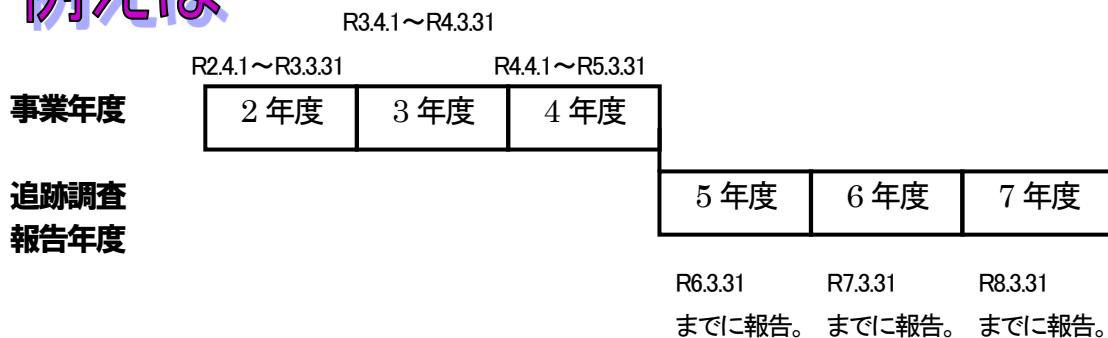 例えば
R3.4.1～R4.3.31
R2.4.1～R3.3.31 R4.4.1～R5.3.31
事業年度 2年度 3年度 4年度
追跡調査 5年度 6年度 7年度
報告年度
R6.3.31 R7.3.31 R8.3.31
までに報告。 までに報告。 までに報告。